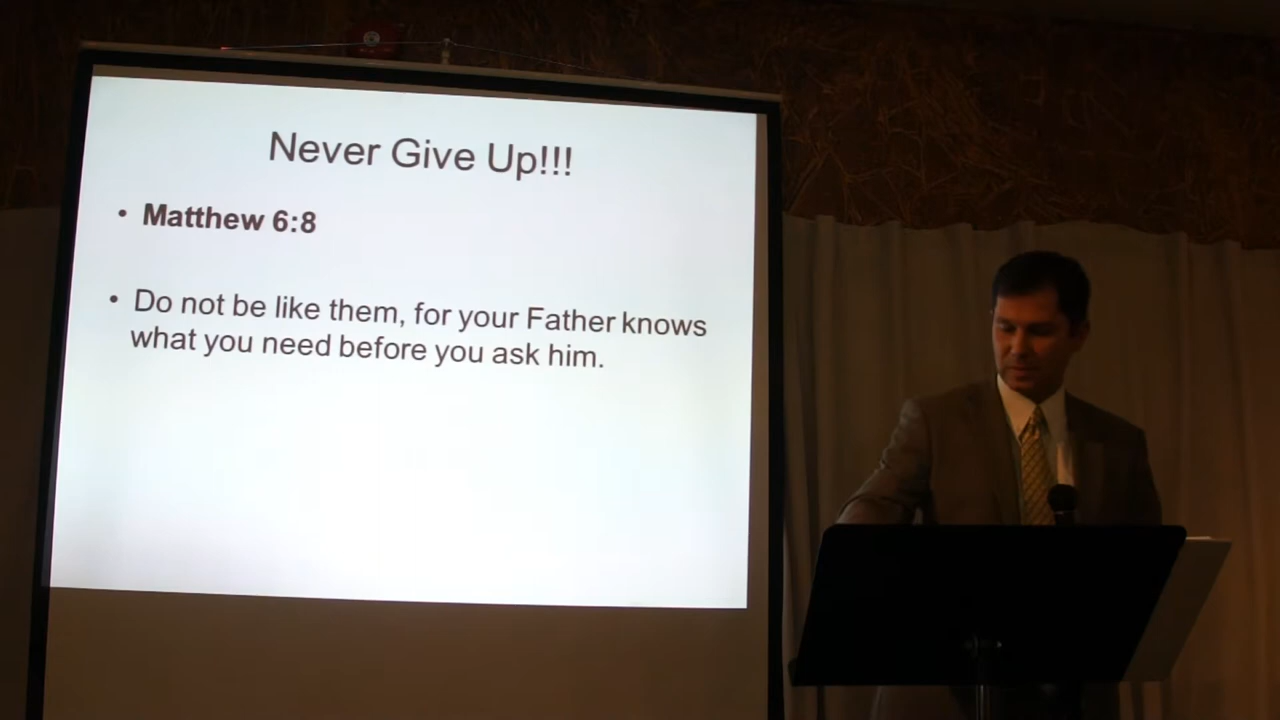 Never Give Up!!!
• Matthew 6:8
• Do not be like them, for your Father knows
what you need before you ask him.